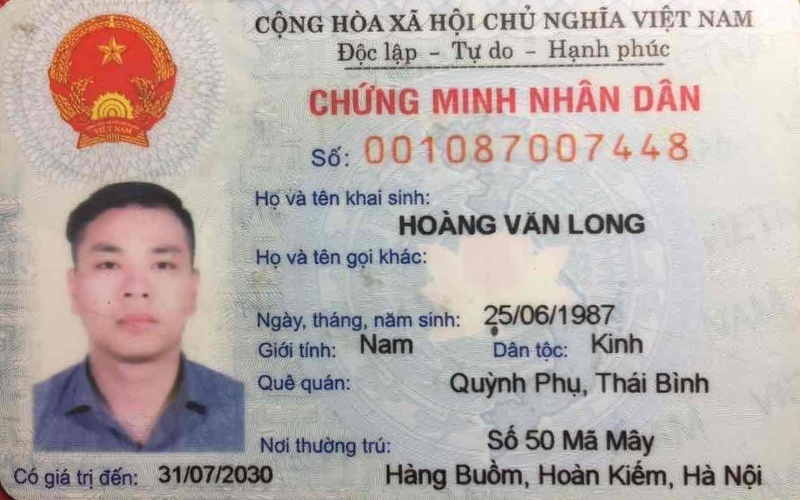 CỘNG HÒA XÃ HỘI CHỦ NGHĨA VIỆT NAM
Độc lập - Tự do - Hạnh phúc
CHỨNG MINH NHÂN DÂN
Số: 001087007448
Họ và tên khai sinh:
HOÀNG VĂN LONG
Họ và tên gọi khác:
Ngày, tháng, năm sinh: 25/06/1987
Giới tính: Nam Dân tộc: Kinh
Quê quán: Quỳnh Phụ, Thái Bình
Nơi thường trú: Số 50 Mã Mây
Có giá trị đến: 31/07/2030 Hàng Buồm, Hoàn Kiếm, Hà Nội
VIỆT NAM